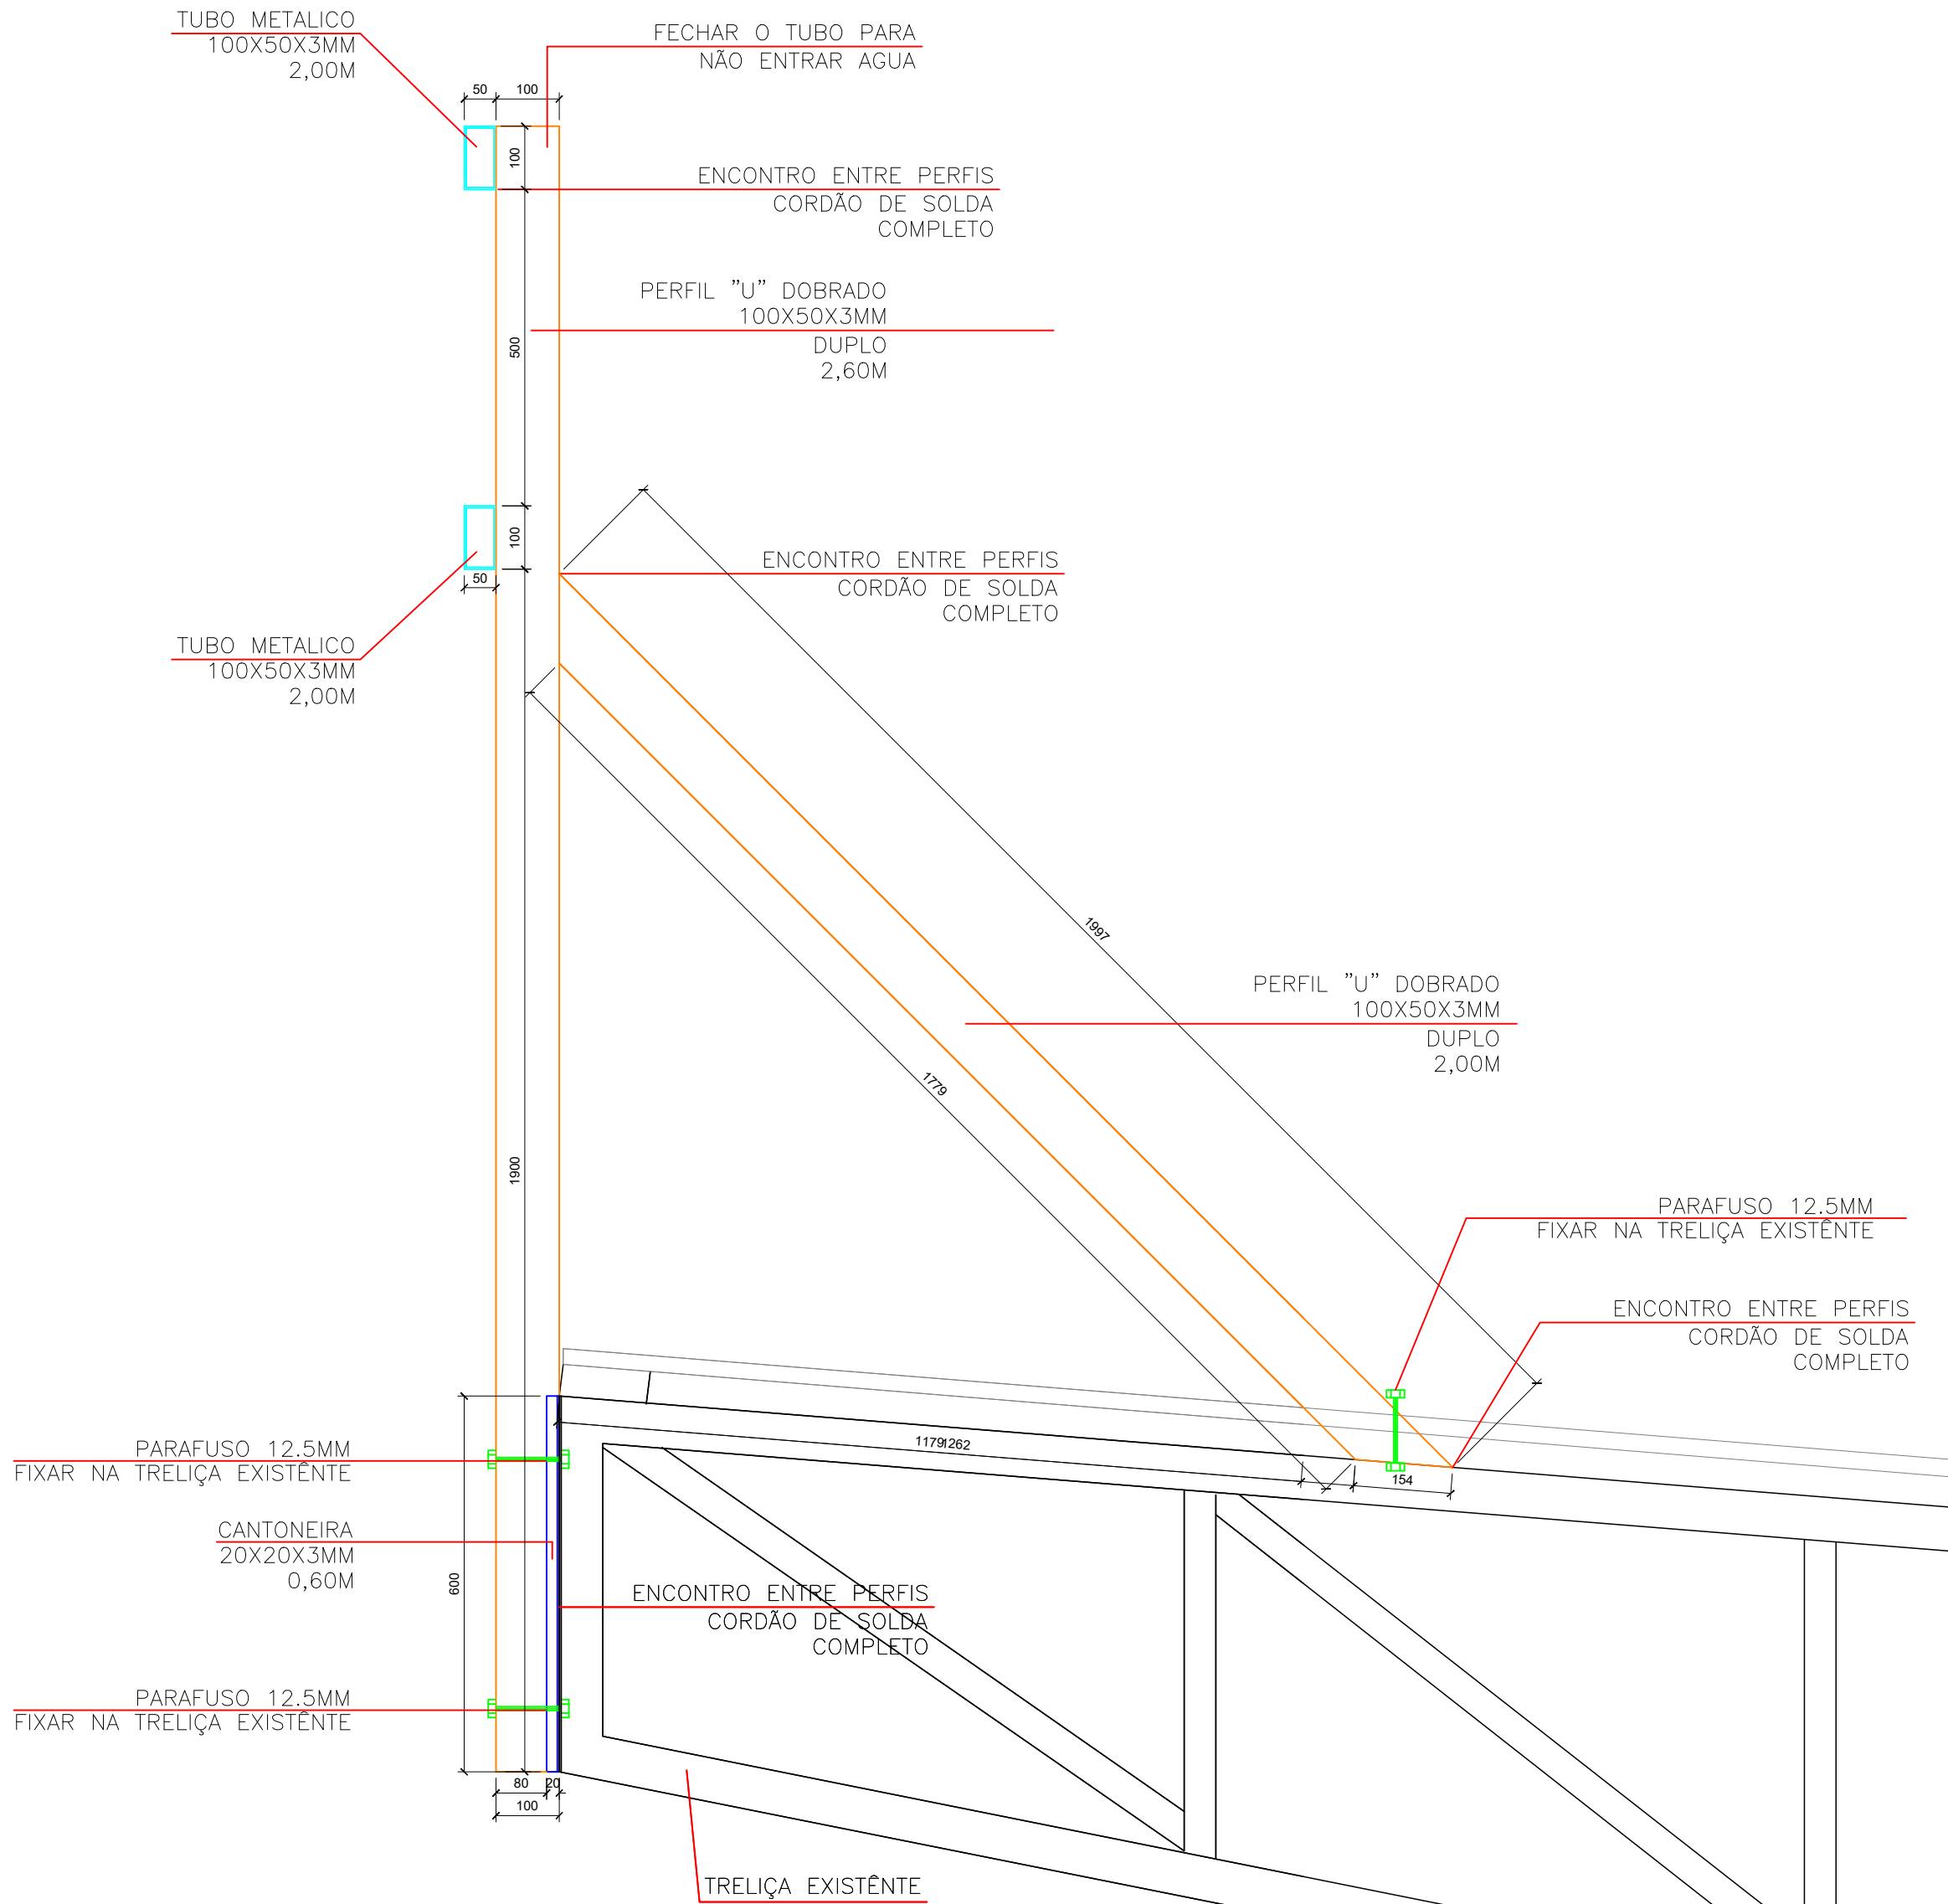 TUBO METALICO
100X50X3MM
2,00M
FECHAR O TUBO PARA
NÃO ENTRAR AGUA
50
100
100
ENCONTRO ENTRE PERFIS
CORDÃO DE SOLDA
COMPLETO
PERFIL "U" DOBRADO
100X50X3MM
DUPLO
2,60M
500
100
50
ENCONTRO ENTRE PERFIS
CORDÃO DE SOLDA
COMPLETO
TUBO METALICO
100X50X3MM
2,00M
1997
PERFIL "U" DOBRADO
100X50X3MM
DUPLO
2,00M
1779
1900
PARAFUSO 12.5MM
FIXAR NA TRELIÇA EXISTÊNTE
ENCONTRO ENTRE PERFIS
CORDÃO DE SOLDA
COMPLETO
1179
1262
154
PARAFUSO 12.5MM
FIXAR NA TRELIÇA EXISTÊNTE
CANTONEIRA
20X20X3MM
0,60M
600
ENCONTRO ENTRE PERFIS
CORDÃO DE SOLDA
COMPLETO
PARAFUSO 12.5MM
FIXAR NA TRELIÇA EXISTÊNTE
80
20
100
TRELIÇA EXISTÊNTE